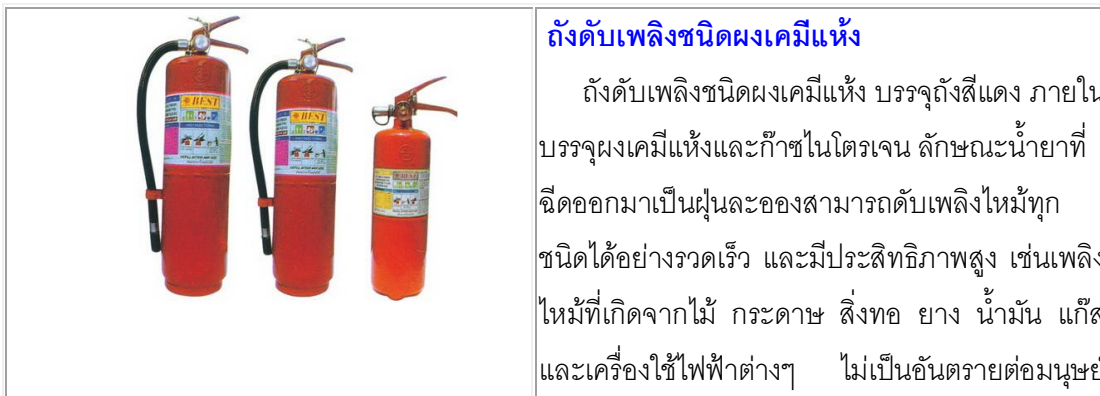 BEST
BEST
BEST
ถังดับเพลิงชนิดผงเคมีแห้ง
ถังดับเพลิงชนิดผงเคมีแห้ง บรรจุถังสีแดง ภายใน
บรรจุผงเคมีแห้งและก๊าซไนโตรเจน ลักษณะน้ำยาที่
ฉีดออกมาเป็นฝุ่นละอองสามารถดับเพลิงไหม้ทุก
ชนิดได้อย่างรวดเร็ว และมีประสิทธิภาพสูง เช่นเพลิง
ไหม้ที่เกิดจากไม้ กระดาษ สิ่งทอ ยาง น้ำมัน แก๊ส
และเครื่องใช้ไฟฟ้าต่างๆ ไม่เป็นอันตรายต่อมนุษย์